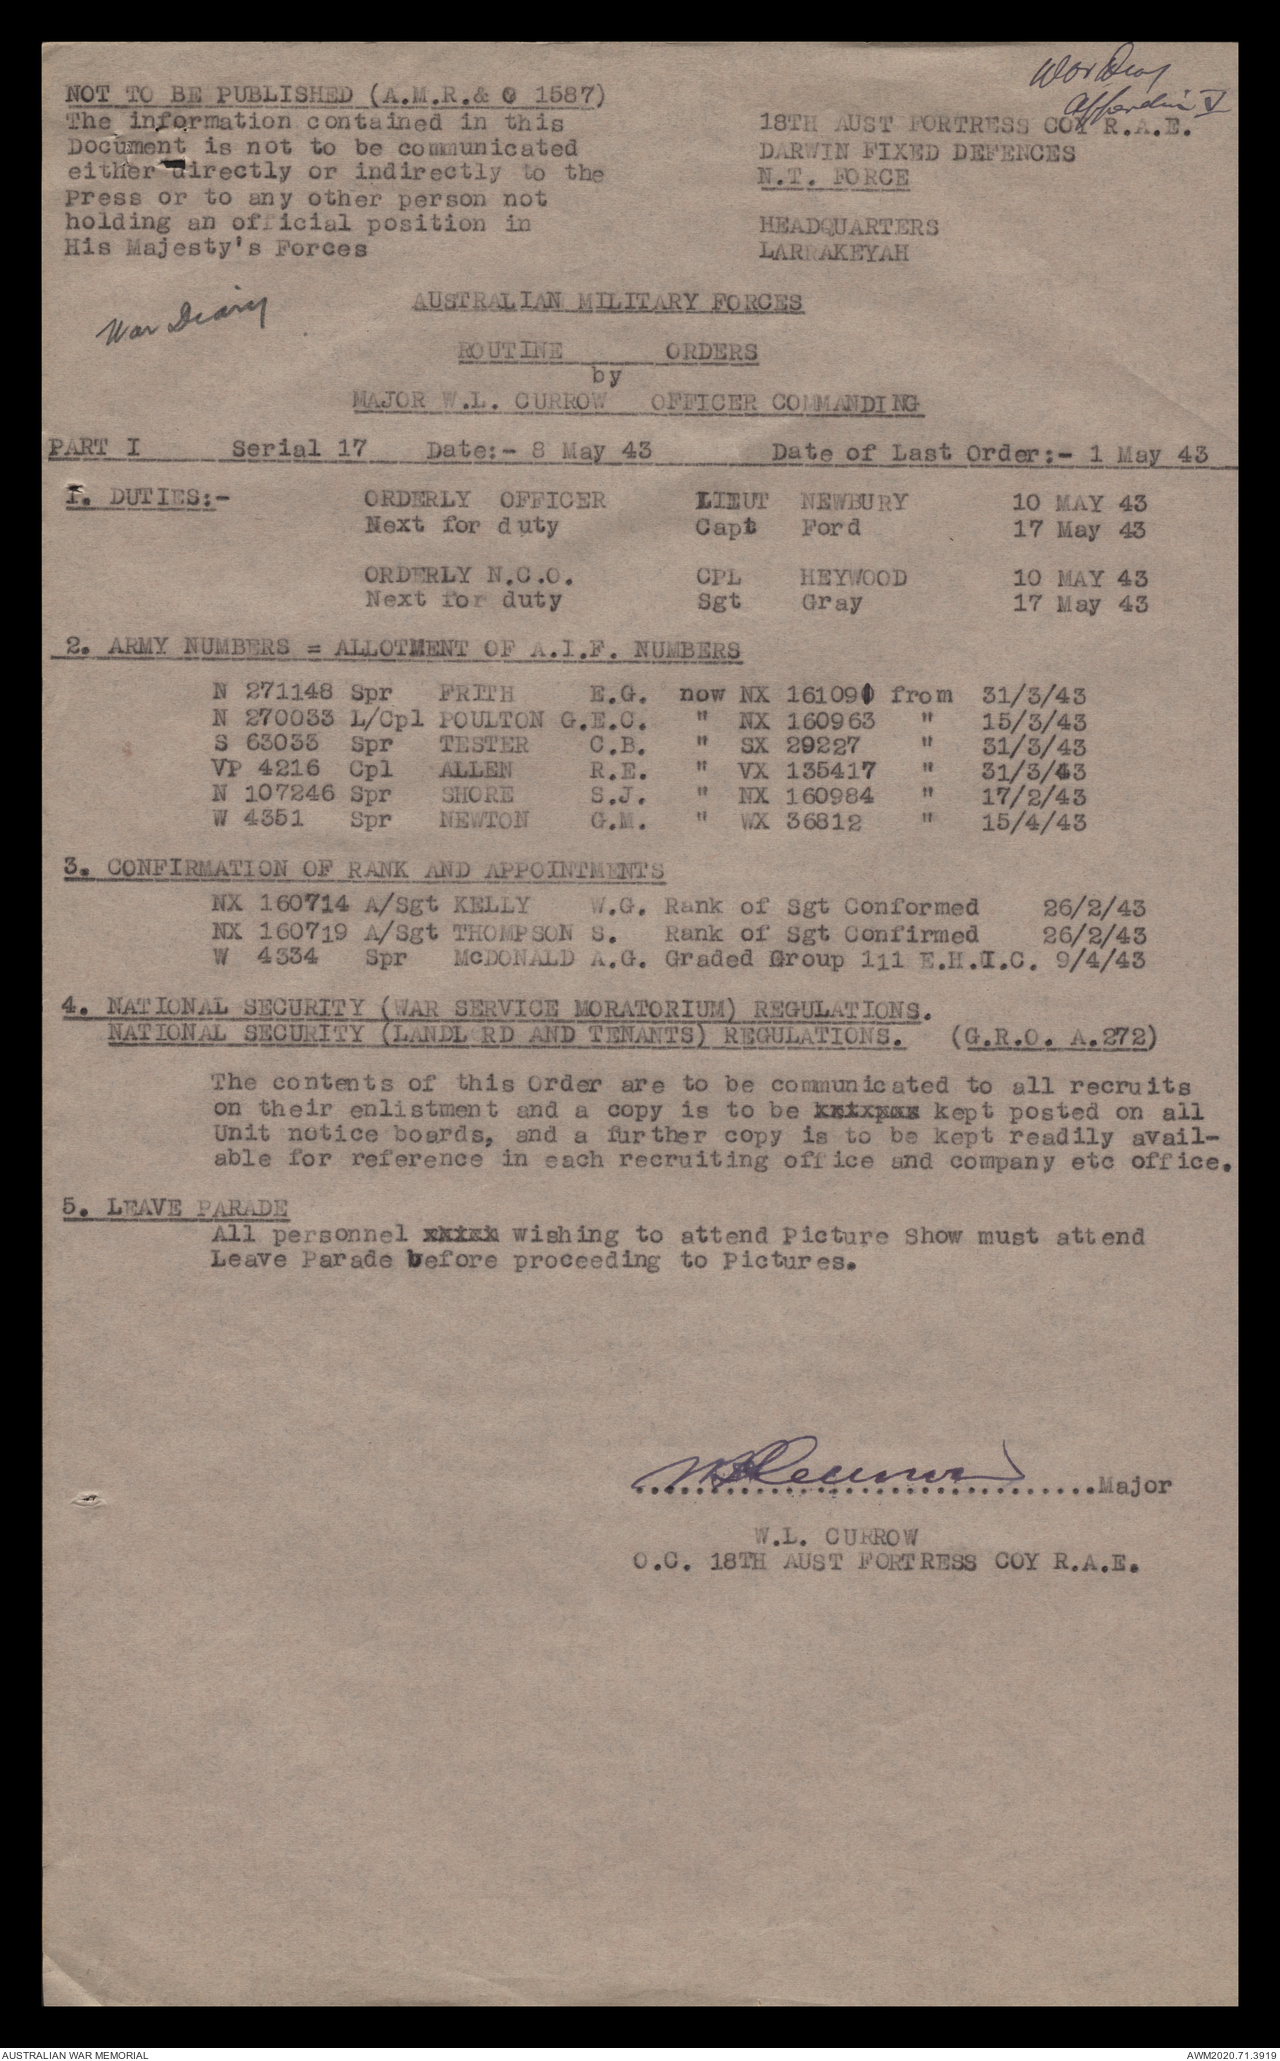 War Diary
Appendix V
NOT TO BE PUBLISHED (A.M.R.& O 1587)
The information contained in this
Document is not to be communicated
either directly or indirectly to the
Press or to any other person not
holding an official position in
His Majesty's Forces
18TH AUST FORTRESS COY R.A.E.
DARWIN FIXED DEFENCES
N.T. FORCE
HEADQUARTERS
LARRAKEYAH
War Diary
AUSTRALIAN MILITARY FORCES
ROUTINE ORDERS
by
MAJOR W.L. CURROW OFFICER COMMANDING
PART I Serial 17 Date:- 8 May 43 Date of Last Order:- 1 May 43
1. DUTIES:- ORDERLY OFFICER LIEUT NEWBURY 10 MAY 43
Next for duty Capt Ford 17 May 43
ORDERLY N.C.O. CPL HEYWOOD 10 MAY 43
Next for duty Sgt Gray 17 May 43
2. ARMY NUMBERS = ALLOTMENT OF A.I.F. NUMBERS
N 271148 Spr FRITH E.G. now NX 161090 from 31/3/43
N 270033 L/Cpl POULTON G.E.C. " NX 160963 " 15/3/43
S 63033 Spr TESTER C.B. " SX 29227 " 31/3/43
VP 4216 Cpl ALLEN R.E. " VX 135417 " 31/3/43
N 107246 Spr SHORE S.J. " NX 160984 " 17/2/43
W 4351 Spr NEWTON G.M. " WX 36812 " 15/4/43
3. CONFIRMATION OF RANK AND APPOINTMENTS
NX 160714 A/Sgt KELLY W.G. Rank of Sgt Conformed 26/2/43
NX 160719 A/Sgt THOMPSON S. Rank of Sgt Confirmed 26/2/43
W 4334 Spr McDONALD A.G. Graded Group 111 E.H.I.C. 9/4/43
4. NATIONAL SECURITY (WAR SERVICE MORATORIUM) REGULATIONS.
NATIONAL SECURITY (LANDL RD AND TENANTS) REGULATIONS. (G.R.O. A.272)
The contents of this Order are to be communicated to all recruits
on their enlistment and a copy is to be kept posted on all
Unit notice boards, and a further copy is to be kept readily avail-
able for reference in each recruiting office and company etc office.
5. LEAVE PARADE
All personnel wishing to attend Picture Show must attend
Leave Parade before proceeding to Pictures.
WLCurrow
..............................Major
W.L. CURROW
O.C. 18TH AUST FORTRESS COY R.A.E.
AUSTRALIAN WAR MEMORIAL
AWM2020.71.3919